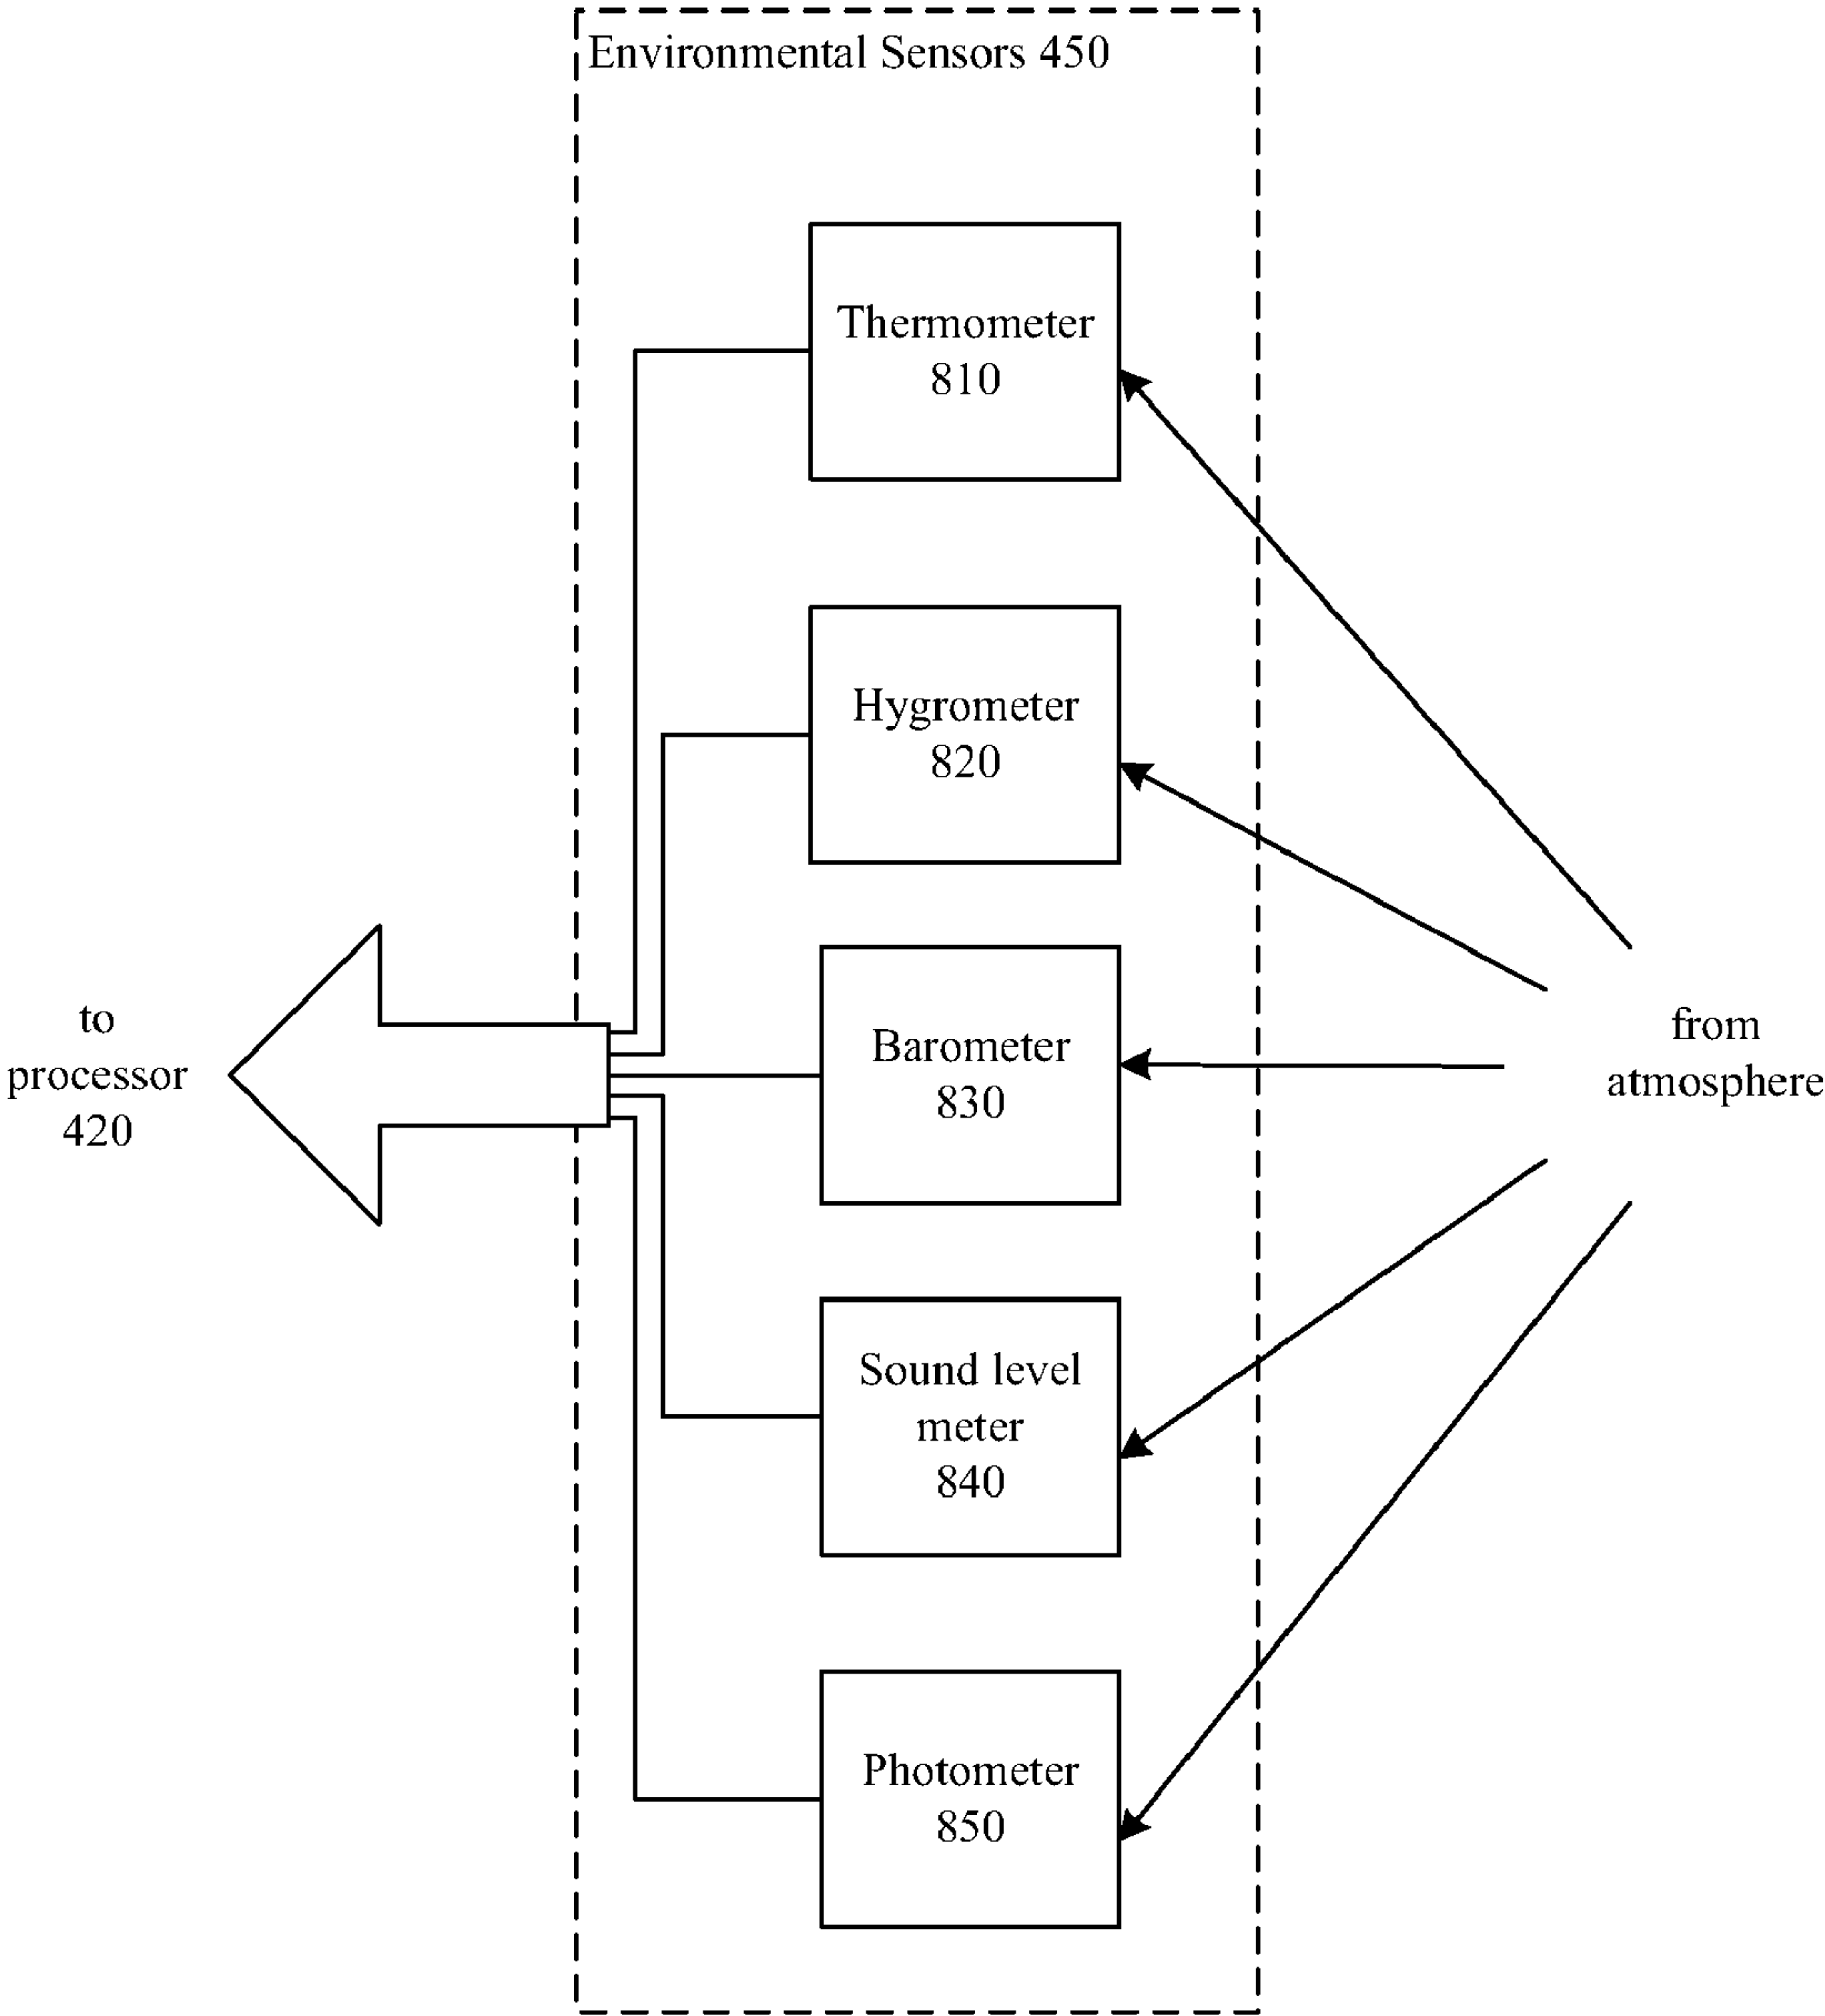 Environmental Sensors 450
Thermometer
810
Hygrometer
820
to
processor
420
Barometer
830
from
atmosphere
Sound level
meter
840
Photometer
850